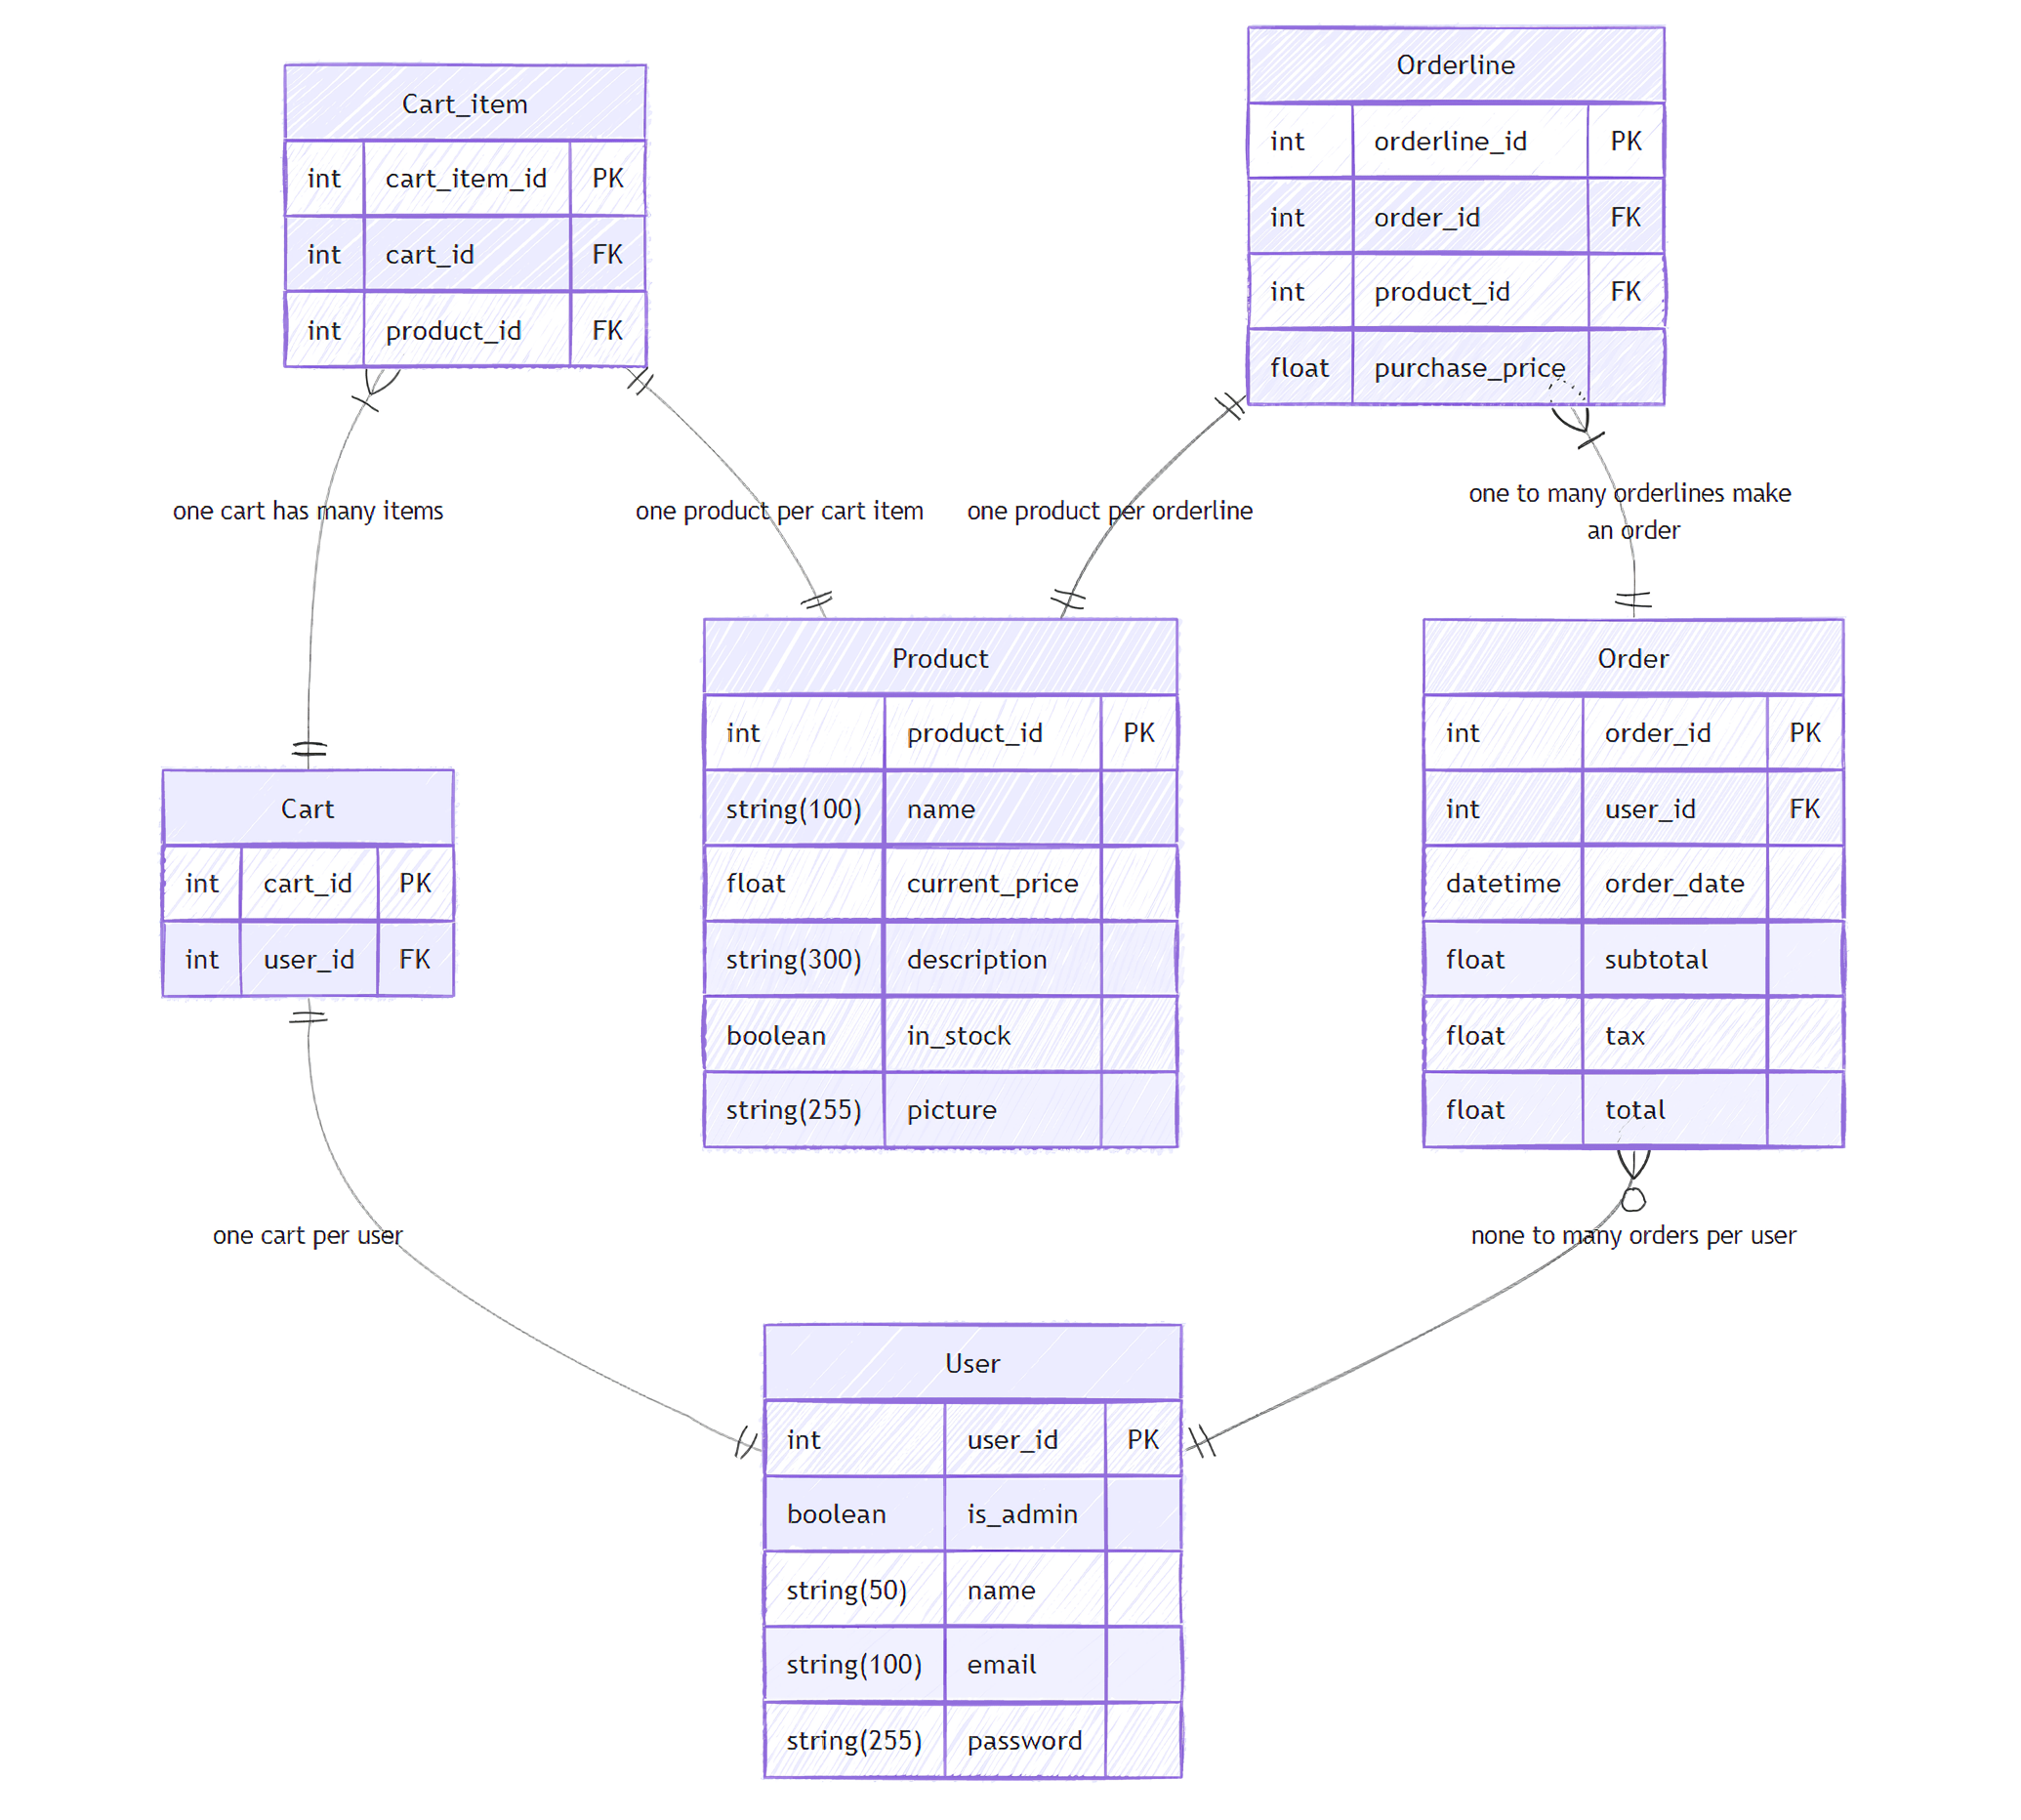 Cart_item
int cart_item_id PK
int cart_id FK
int product_id FK
Orderline
int orderline_id PK
int order_id FK
int product_id FK
float purchase_price
one cart has many items
one product per cart item
one product per orderline
one to many orderlines make
an order
Cart
int cart_id PK
int user_id FK
Product
int product_id PK
string(100) name
float current_price
string(300) description
boolean in_stock
string(255) picture
Order
int order_id PK
int user_id FK
datetime order_date
float subtotal
float tax
float total
one cart per user
none to many orders per user
User
int user_id PK
boolean is_admin
string(50) name
string(100) email
string(255) password